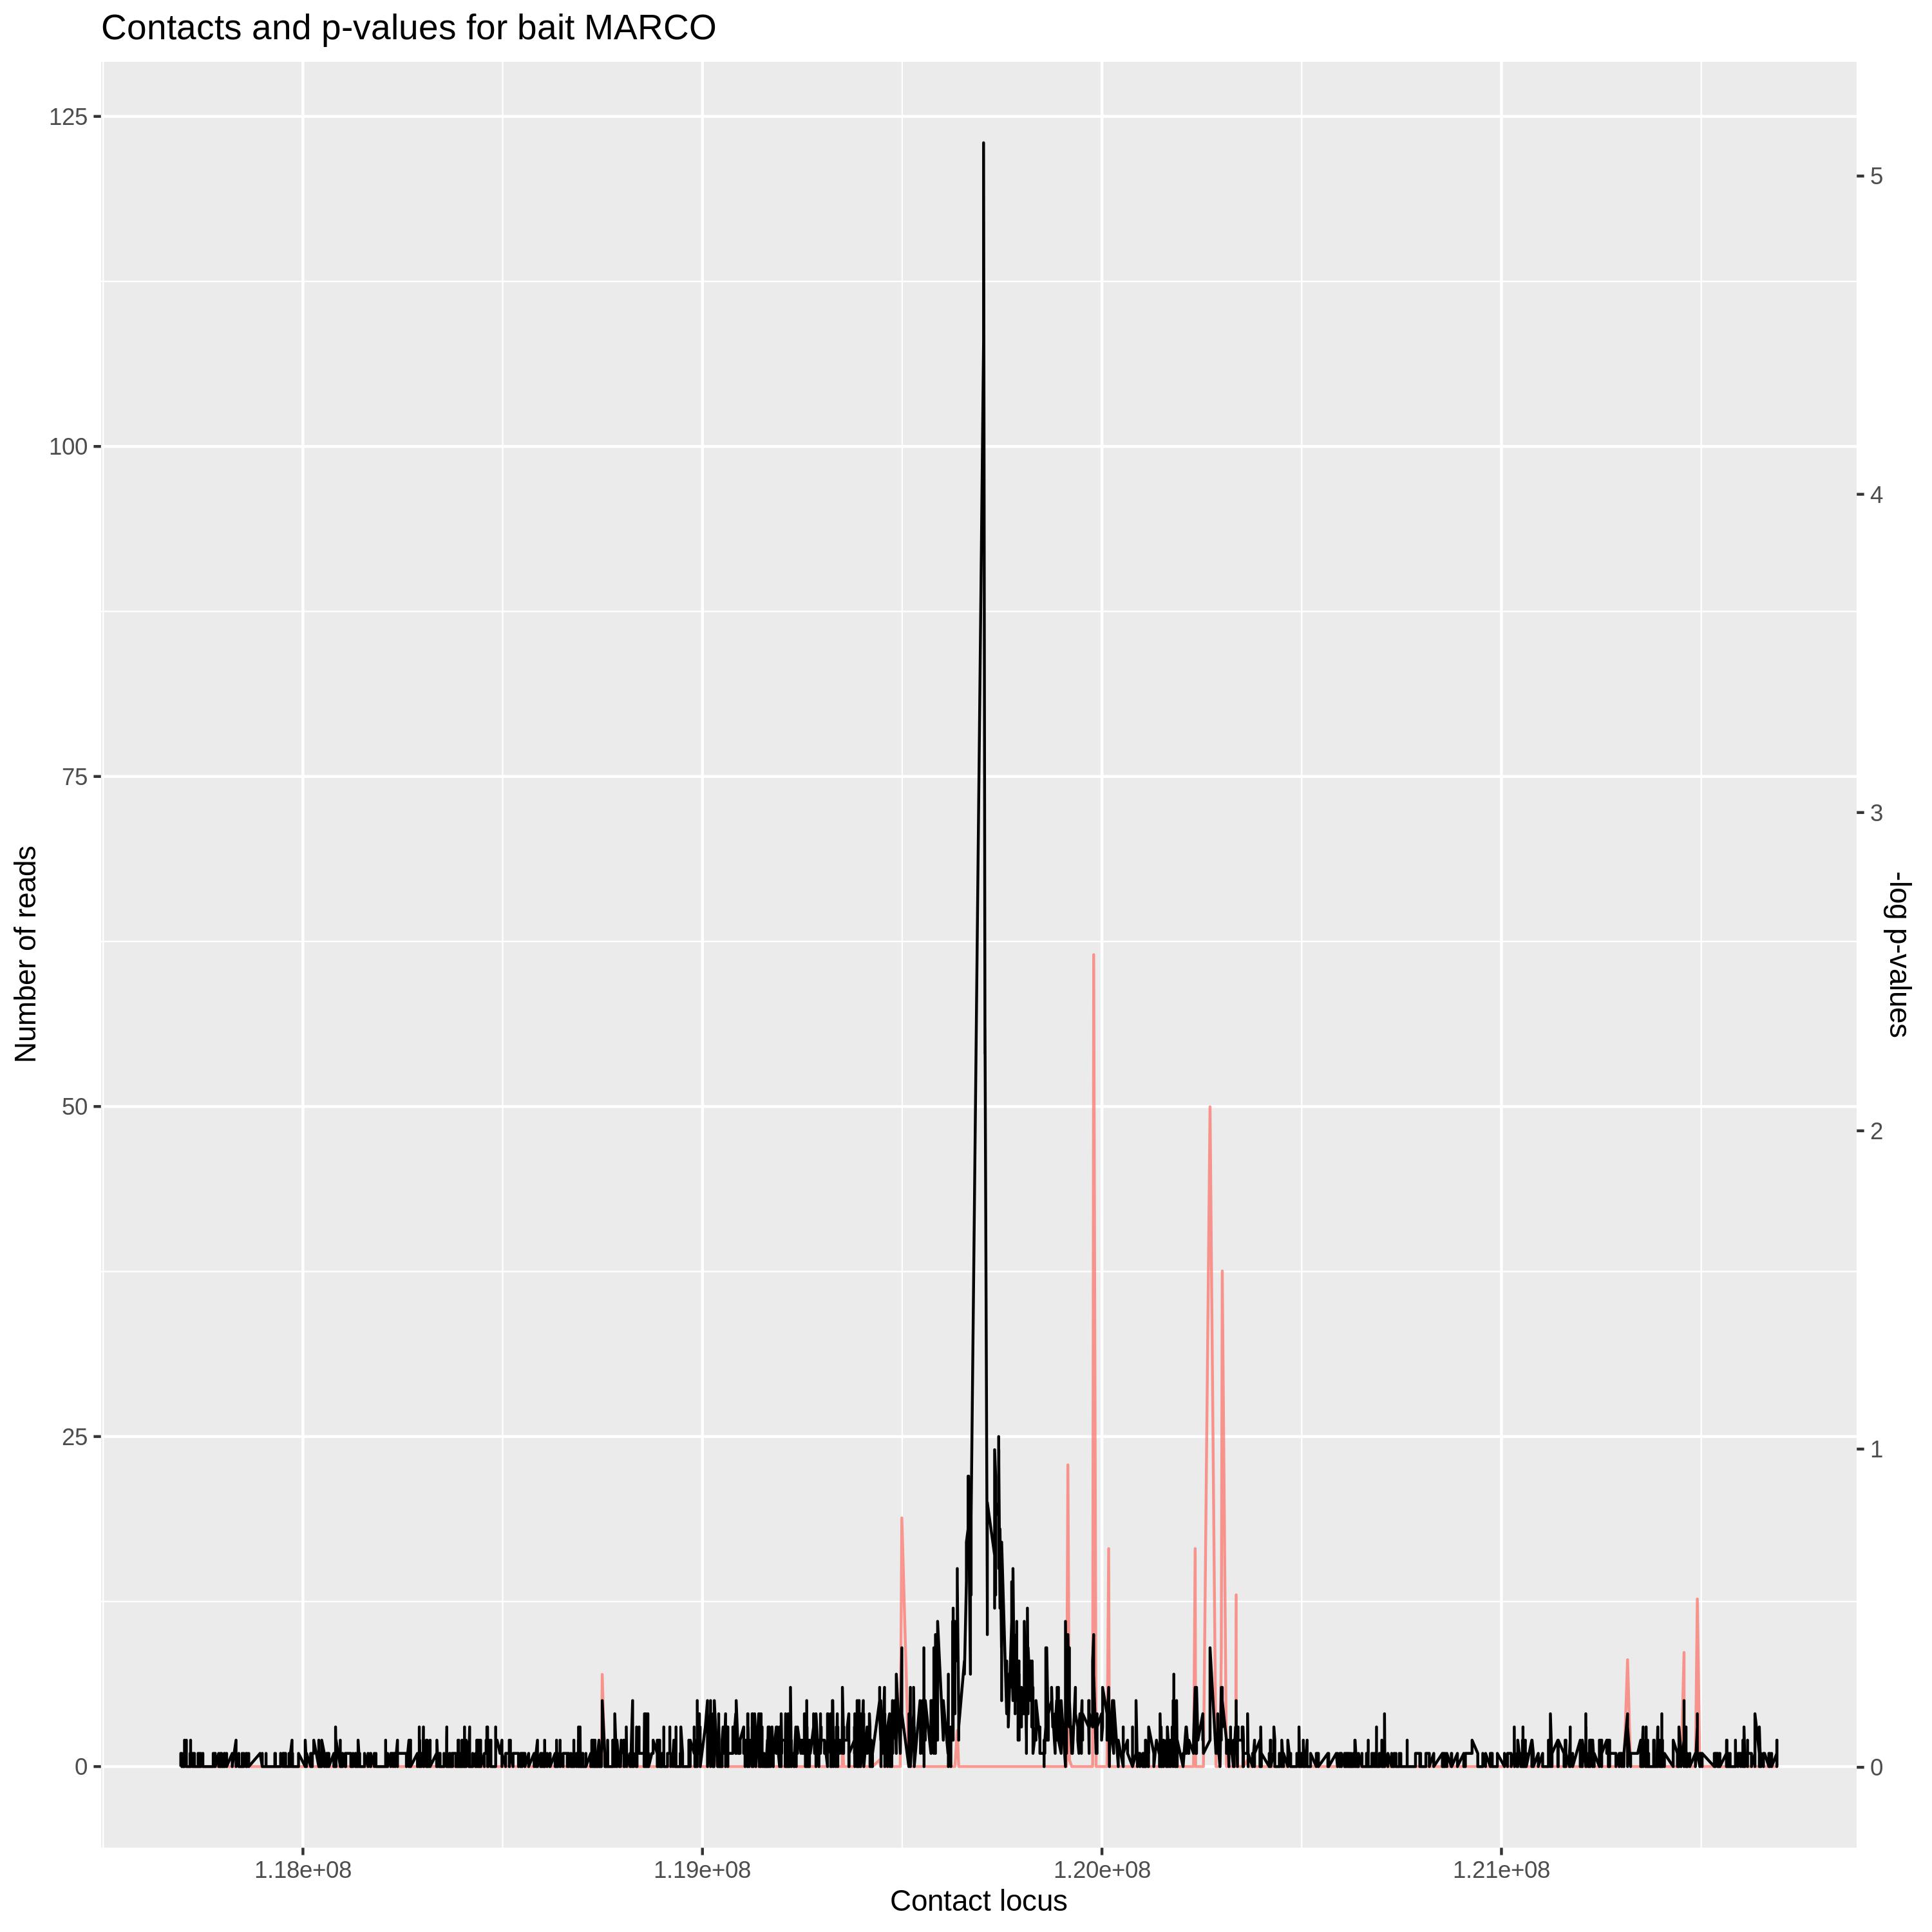 Contacts and p-values for bait MARCO
125
100
75
50
25
0
Number of reads
5
4
3
2
1
0
-log p-values
1.18e+08
1.19e+08
1.20e+08
1.21e+08
Contact locus